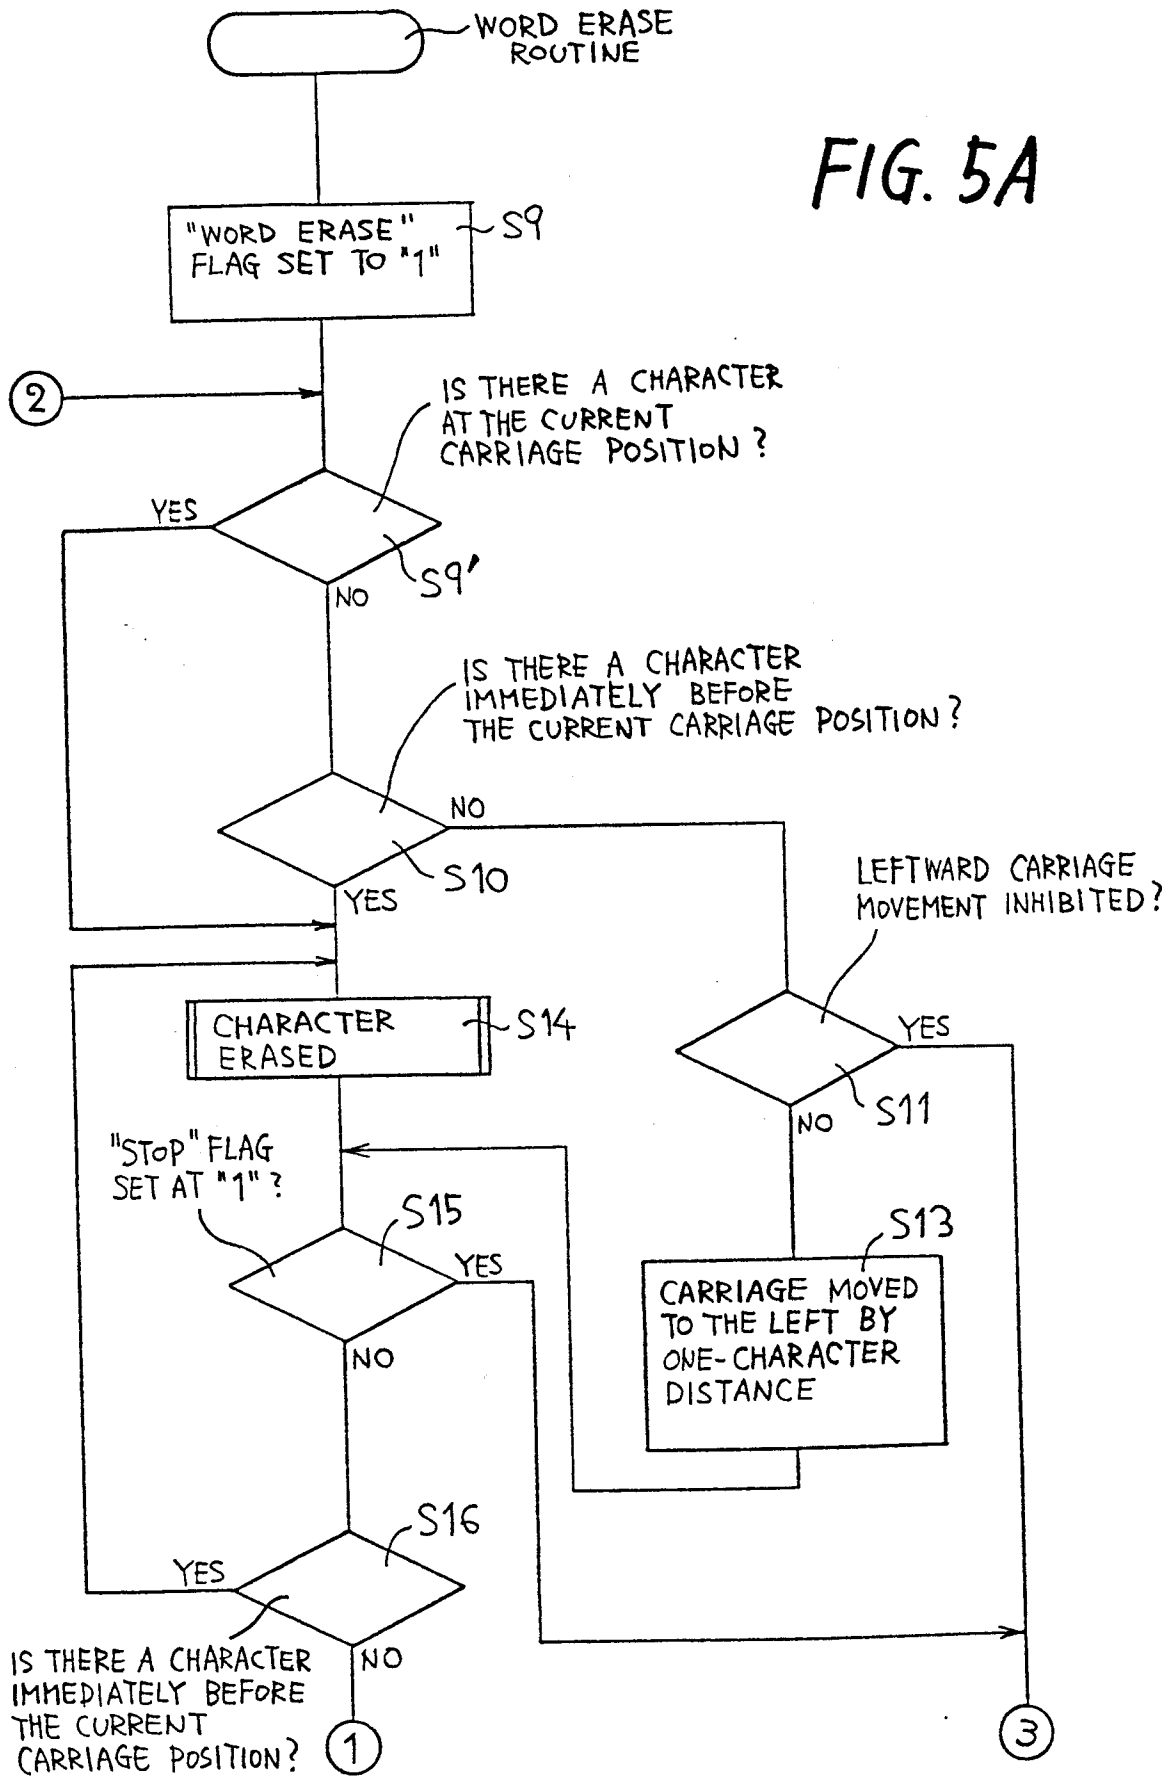 WORD ERASE
ROUTINE
FIG. 5A
"WORD ERASE"
FLAG SET TO "1"
S9
2
IS THERE A CHARACTER
AT THE CURRENT
CARRIAGE POSITION?
YES
S9'
NO
IS THERE A CHARACTER
IMMEDIATELY BEFORE
THE CURRENT CARRIAGE POSITION?
NO
S10
YES
LEFTWARD CARRIAGE
MOVEMENT INHIBITED?
CHARACTER
ERASED
S14
YES
S11
NO
"STOP" FLAG
SET AT "1"?
S15
YES
NO
S13
CARRIAGE MOVED
TO THE LEFT BY
ONE-CHARACTER
DISTANCE
S16
YES
NO
IS THERE A CHARACTER
IMMEDIATELY BEFORE
THE CURRENT
CARRIAGE POSITION?
1
3